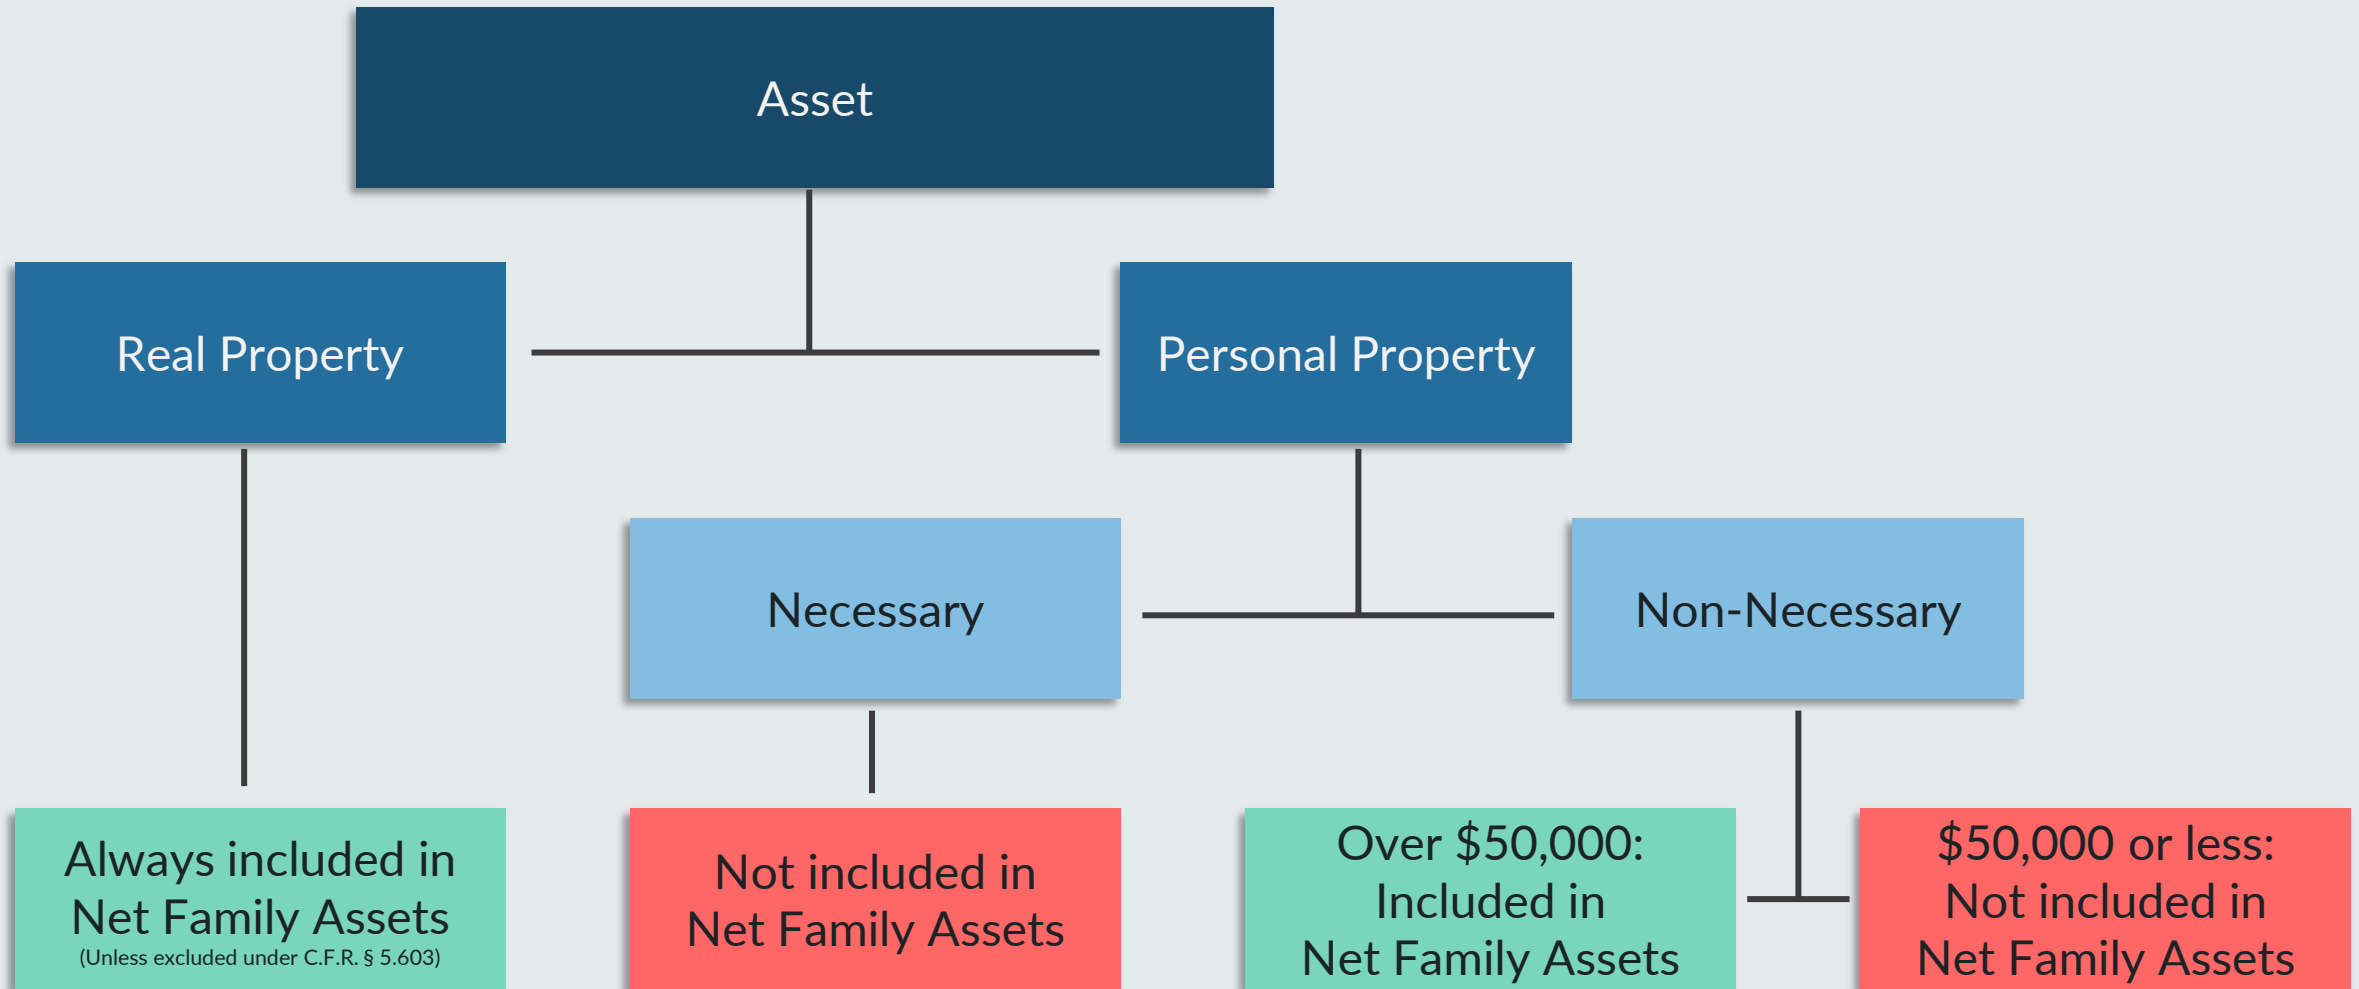 Asset
Real Property
Personal Property
Necessary
Non-Necessary
Always included in
Net Family Assets
(Unless excluded under C.F.R. § 5.603)
Not included in
Net Family Assets
Over $50,000:
Included in
Net Family Assets
$50,000 or less:
Not included in
Net Family Assets